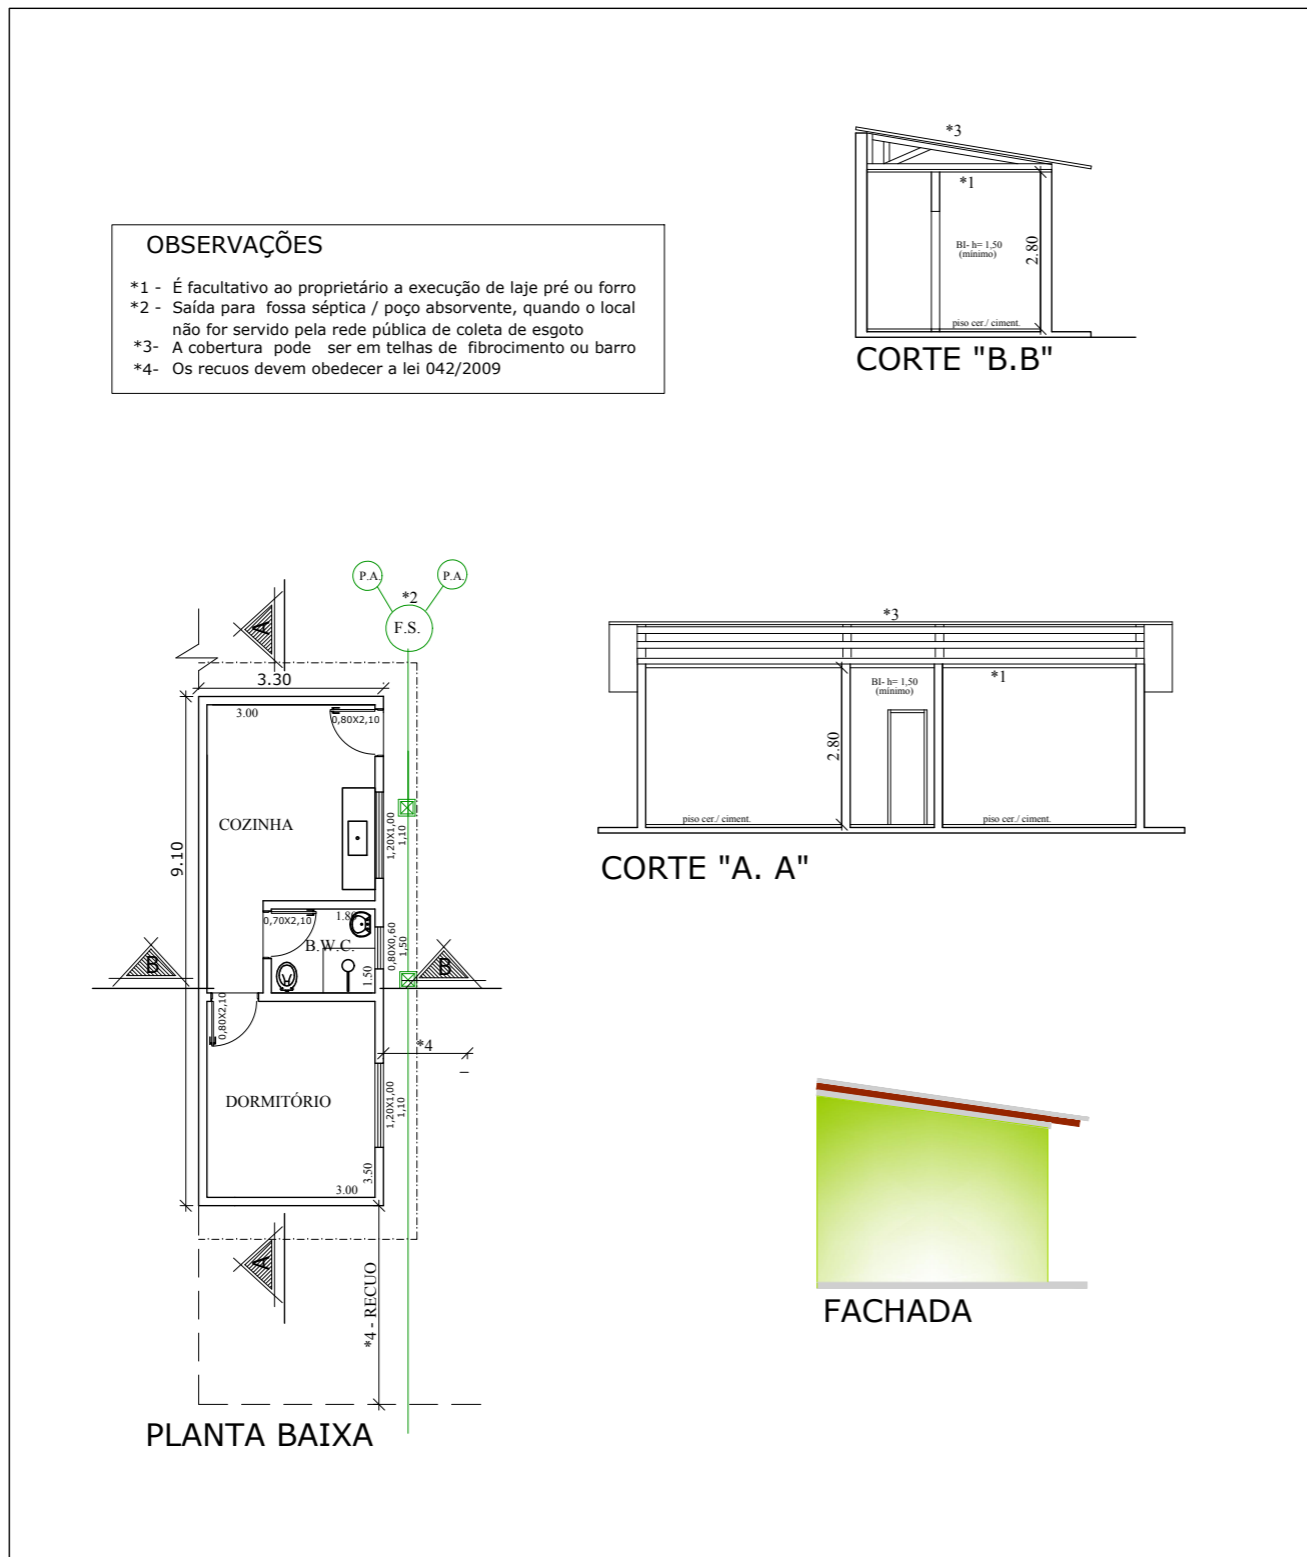 OBSERVAÇÕES
*1 - É facultativo ao proprietário a execução de laje pré ou forro
*2 - Saída para fossa séptica / poço absorvente, quando o local
não for servido pela rede pública de coleta de esgoto
*3- A cobertura pode ser em telhas de fibrocimento ou barro
*4- Os recuos devem obedecer a lei 042/2009
*3
*1
BI- h= 1,50
(mínimo)
2.80
piso cer./ ciment.
CORTE "B.B"
P.A.
P.A.
*2
F.S.
A
3.30
3.00
0,80X2,10
COZINHA
9.10
1,20X1,00
1,10
0,70X2,10
1.80
B.W.C.
0,80X0,60
1,50
1.50
B
B
0,80X2,10
*4
DORMITÓRIO
1,20X1,00
1,10
3.50
3.00
A
*4 - RECUO
PLANTA BAIXA
*3
BI- h= 1,50
(mínimo)
*1
2.80
piso cer./ ciment.
piso cer./ ciment.
CORTE "A. A"
FACHADA